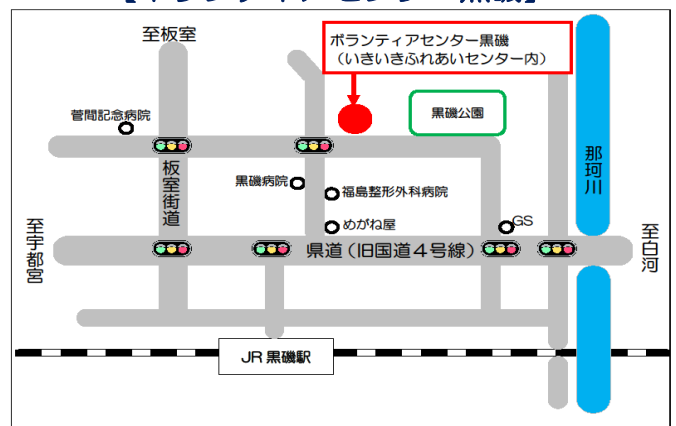 至板室
ボランティアセンター黒磯
（いきいきふれあいセンター内）
菅間記念病院
黒磯公園
那珂川
板室街道
黒磯病院
福島整形外科病院
めがね屋
GS
至宇都宮
県道（旧国道４号線）
至白河
JR 黒磯駅